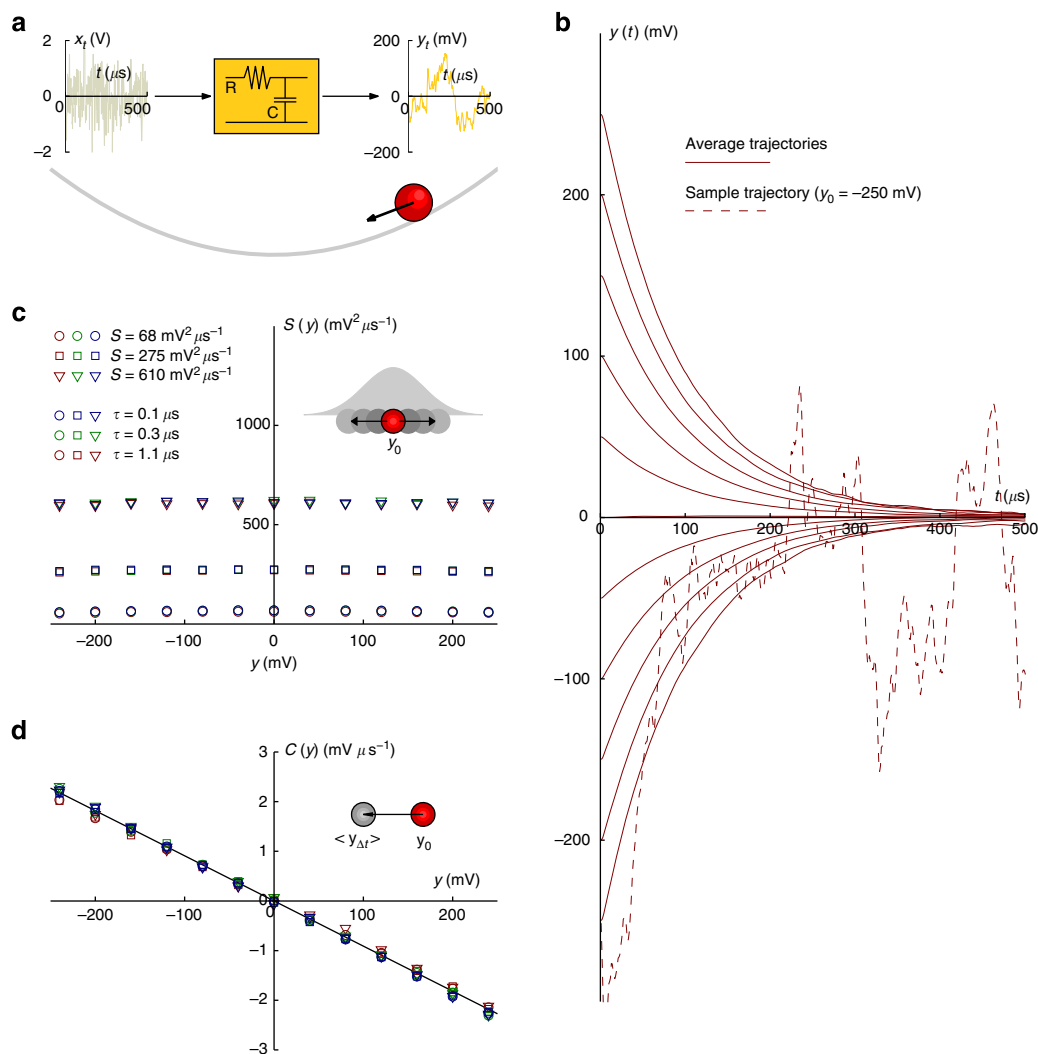 a
x_t (V)
2
t (μs)
0
0
500
−2
R
C
y_t (mV)
200
t (μs)
0
0
500
−200
b
y (t) (mV)
200
100
0
−100
−200
Average trajectories
Sample trajectory (y_0 = −250 mV)
t (μs)
0
100
200
300
400
500
c
S = 68 mV² μs⁻¹
S = 275 mV² μs⁻¹
S = 610 mV² μs⁻¹
τ = 0.1 μs
τ = 0.3 μs
τ = 1.1 μs
S (y) (mV² μs⁻¹)
1000
500
y_0
−200
−100
0
100
200
y (mV)
d
C (y) (mV μ s⁻¹)
3
2
1
0
−1
−2
−3
< y_Δt >
y_0
y (mV)
−200
−100
0
100
200